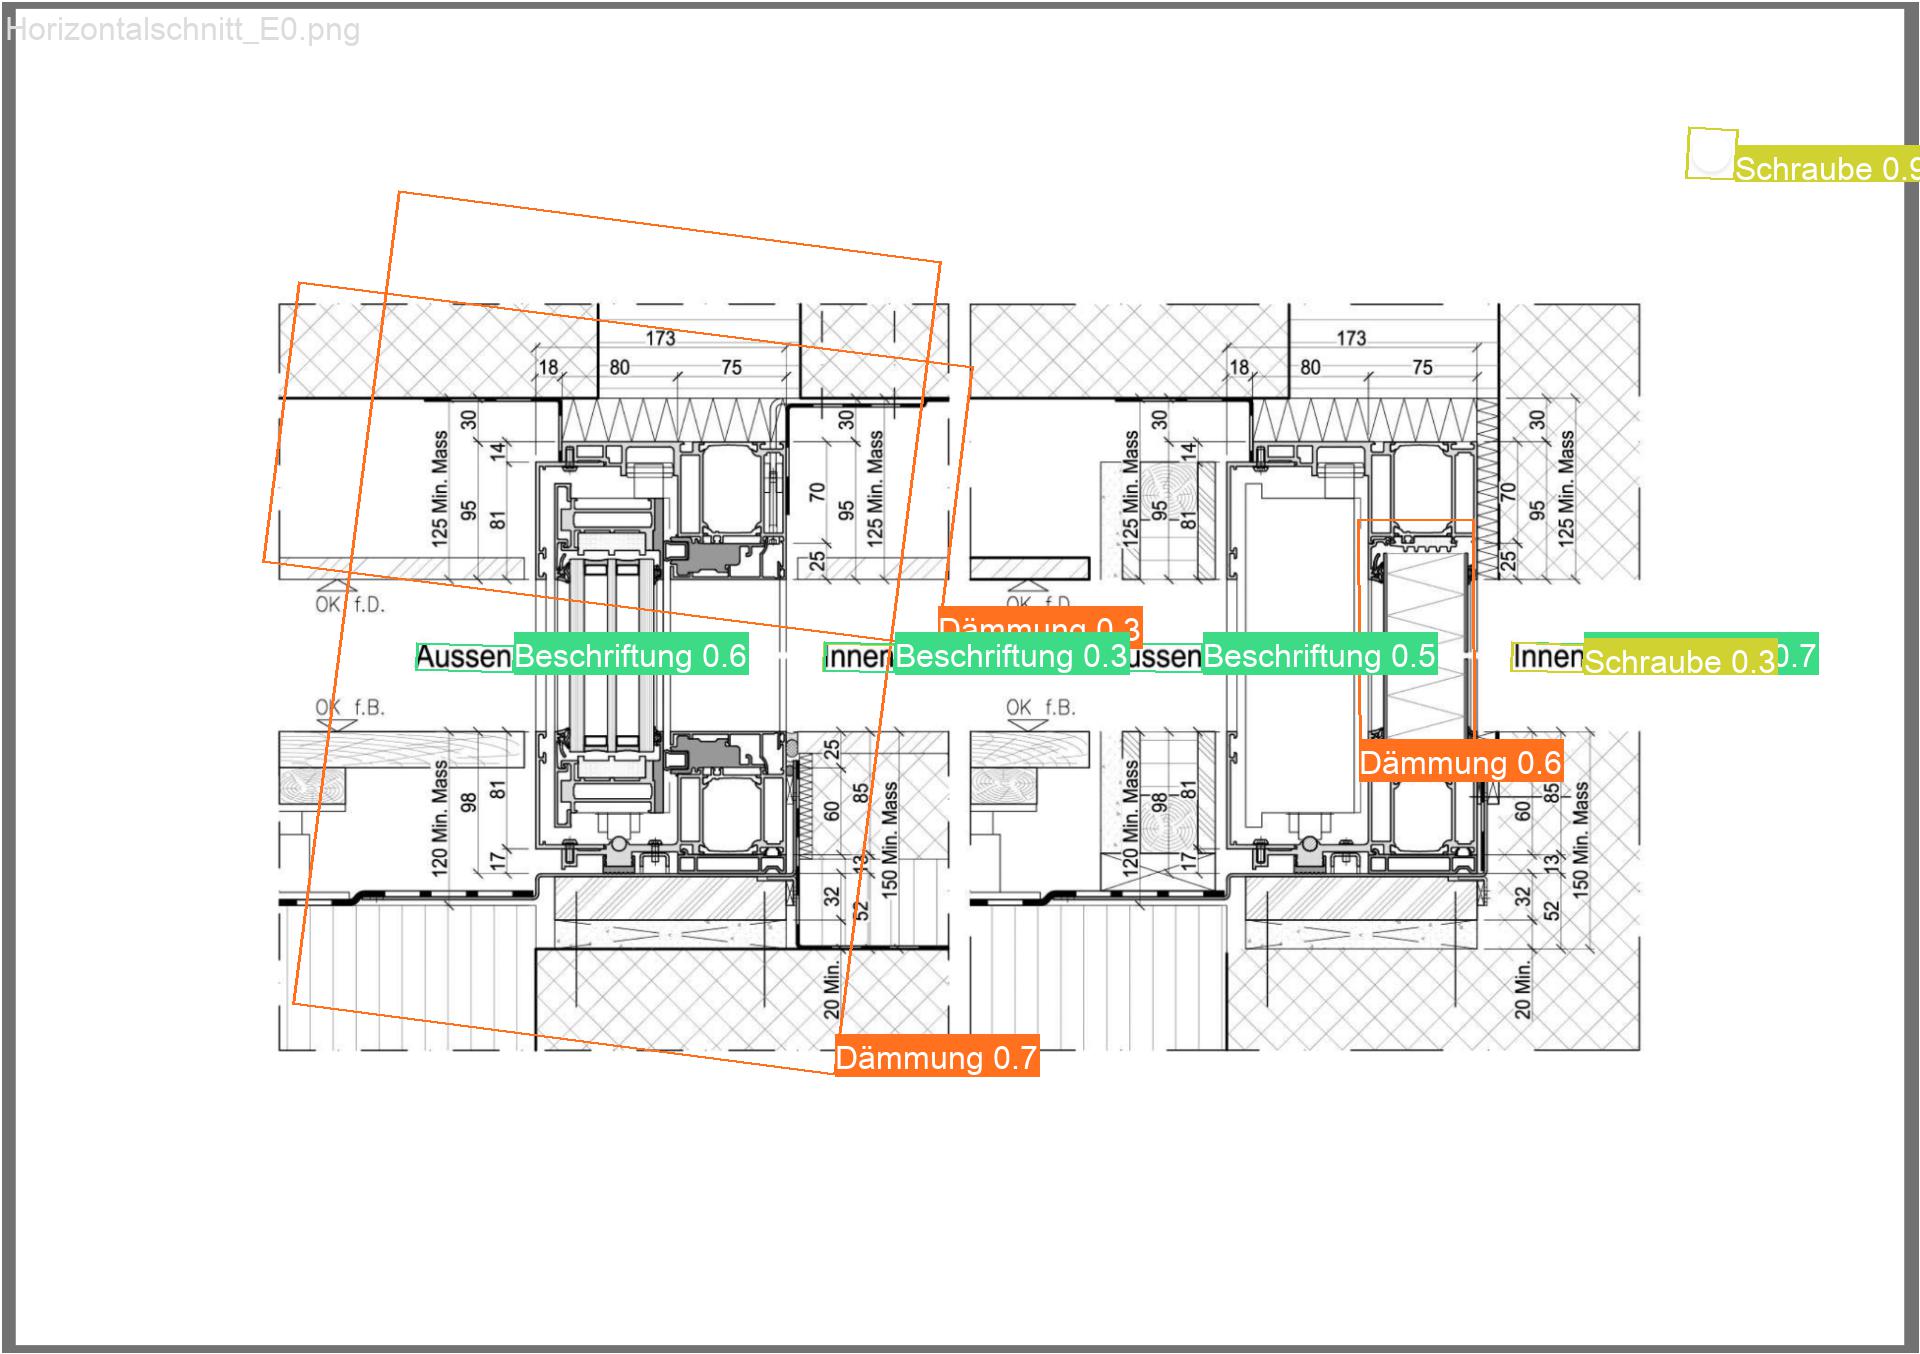 Horizontalschnitt_E0.png
Schraube 0.9
173
18 80 75
173
18 80 75
30
14
125 Min. Mass
95
81
30
70
95
125 Min. Mass
25
30
14
125 Min. Mass
95
81
30
70
95
125 Min. Mass
25
OK f.D.
OK f.D.
Dämmung 0.3
Aussen
Beschriftung 0.6
Innen
Beschriftung 0.3
Aussen
Beschriftung 0.5
Innen
Schraube 0.3
0.7
OK f.B.
OK f.B.
Dämmung 0.6
120 Min. Mass
98
81
17
25
60
85
13
150 Min. Mass
32
52
20 Min.
120 Min. Mass
98
81
17
60
85
13
150 Min. Mass
32
52
20 Min.
Dämmung 0.7